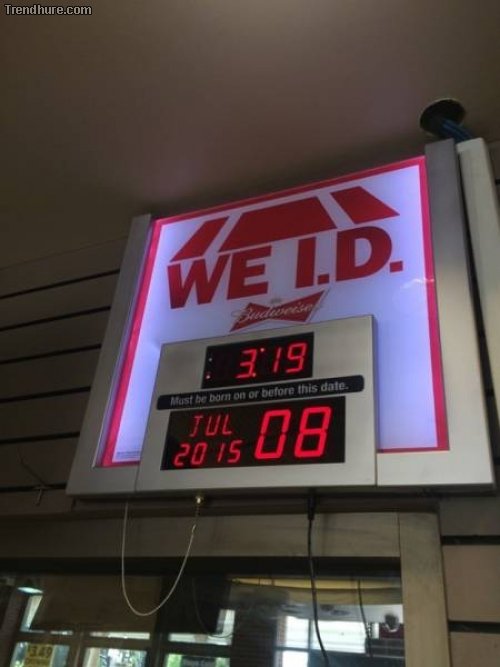 Trendhure.com
WE I.D.
Budweiser
3:19
Must be born on or before this date.
JUL
2015 08